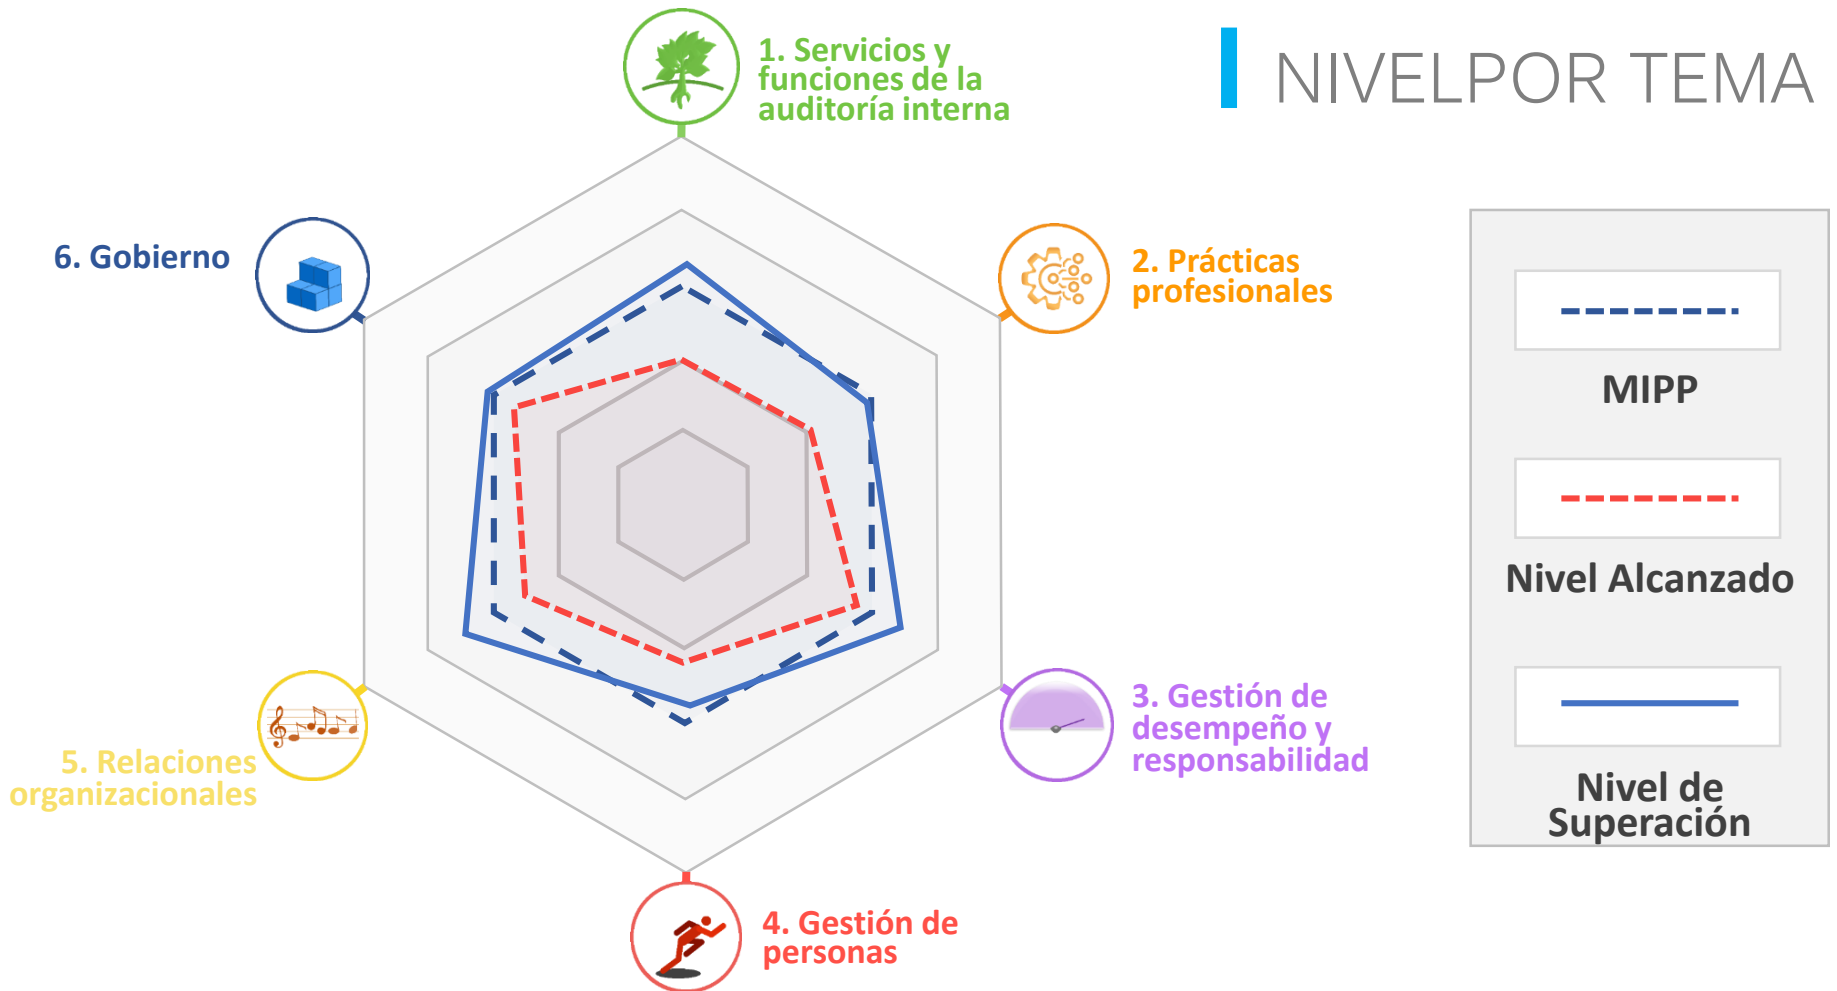 NIVELPOR TEMA
1. Servicios y
funciones de la
auditoría interna
2. Prácticas
profesionales
3. Gestión de
desempeño y
responsabilidad
4. Gestión de
personas
5. Relaciones
organizacionales
6. Gobierno
MIPP
Nivel Alcanzado
Nivel de
Superación